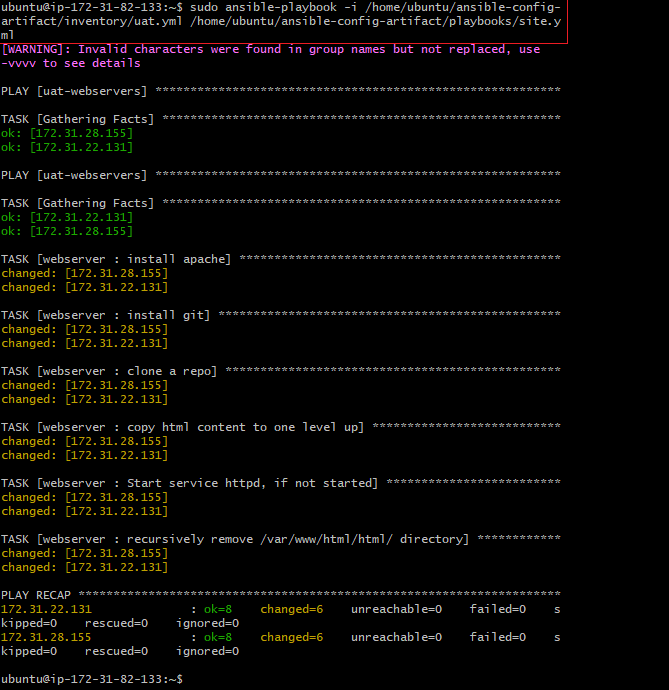 ubuntu@ip-172-31-82-133:~$ sudo ansible-playbook -i /home/ubuntu/ansible-config-
artifact/inventory/uat.yml /home/ubuntu/ansible-config-artifact/playbooks/site.y
ml
[WARNING]: Invalid characters were found in group names but not replaced, use
-vvvv to see details
PLAY [uat-webservers] **********************************************************
TASK [Gathering Facts] *********************************************************
ok: [172.31.28.155]
ok: [172.31.22.131]
PLAY [uat-webservers] **********************************************************
TASK [Gathering Facts] *********************************************************
ok: [172.31.22.131]
ok: [172.31.28.155]
TASK [webserver : install apache] **********************************************
changed: [172.31.28.155]
changed: [172.31.22.131]
TASK [webserver : install git] *************************************************
changed: [172.31.28.155]
changed: [172.31.22.131]
TASK [webserver : clone a repo] ************************************************
changed: [172.31.28.155]
changed: [172.31.22.131]
TASK [webserver : copy html content to one level up] ***************************
changed: [172.31.28.155]
changed: [172.31.22.131]
TASK [webserver : Start service httpd, if not started] *************************
changed: [172.31.28.155]
changed: [172.31.22.131]
TASK [webserver : recursively remove /var/www/html/html/ directory] ************
changed: [172.31.28.155]
changed: [172.31.22.131]
PLAY RECAP *********************************************************************
172.31.22.131              : ok=8    changed=6    unreachable=0    failed=0    s
kipped=0    rescued=0    ignored=0
172.31.28.155              : ok=8    changed=6    unreachable=0    failed=0    s
kipped=0    rescued=0    ignored=0
ubuntu@ip-172-31-82-133:~$